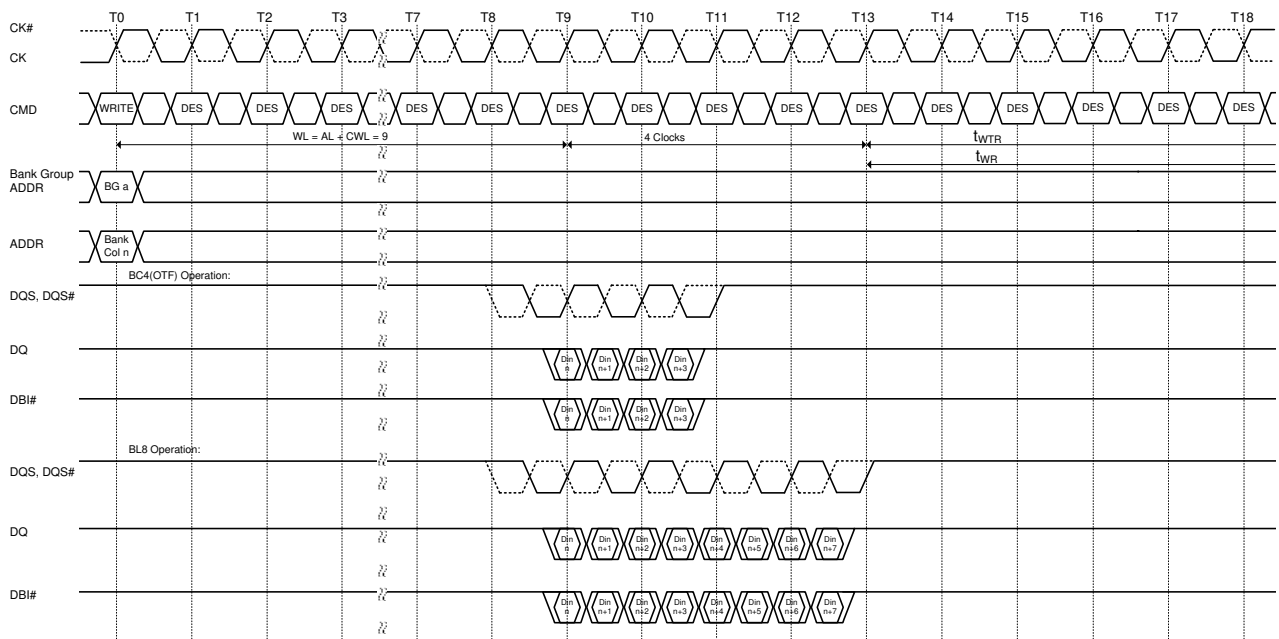 T0 T1 T2 T3 T7 T8 T9 T10 T11 T12 T13 T14 T15 T16 T17 T18
CK#
CK
CMD WRITE DES DES DES DES DES DES DES DES DES DES DES DES DES DES DES
WL = AL + CWL = 9 4 Clocks tWTR
tWR
Bank Group
ADDR
BG a
ADDR
Bank
Col n
BC4(OTF) Operation:
DQS, DQS#
DQ
Din Din Din Din
n n+1 n+2 n+3
DBI#
Din Din Din Din
n n+1 n+2 n+3
BL8 Operation:
DQS, DQS#
DQ
Din Din Din Din Din Din Din Din
n n+1 n+2 n+3 n+4 n+5 n+6 n+7
DBI#
Din Din Din Din Din Din Din Din
n n+1 n+2 n+3 n+4 n+5 n+6 n+7